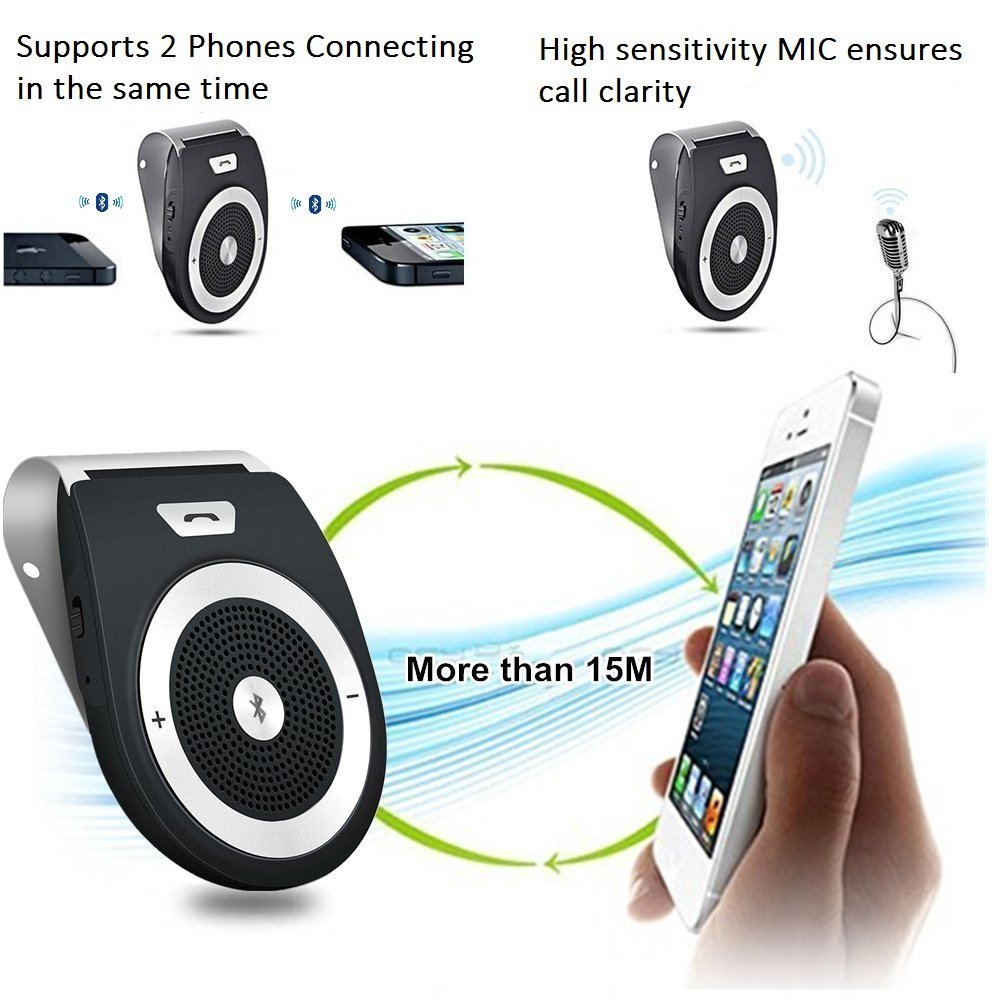 Supports 2 Phones Connecting
in the same time
High sensitivity MIC ensures
call clarity
More than 15M